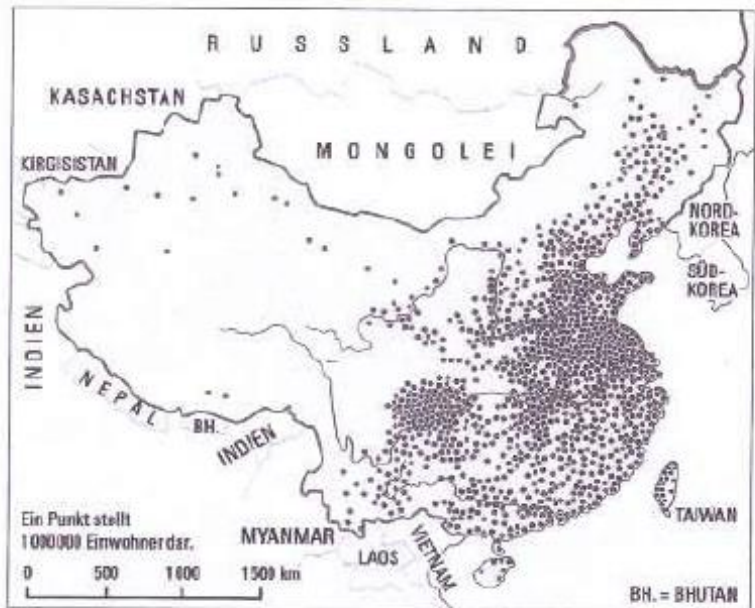 RUSSLAND
KASACHSTAN
MONGOLEI
KIRGISISTAN
NORD-
KOREA
SÜD-
KOREA
INDIEN
NEPAL
BH.
INDIEN
Ein Punkt stellt
1000000 Einwohner dar.
MYANMAR
LAOS
VIETNAM
TAIWAN
0 500 1000 1500 km
BH. = BHUTAN